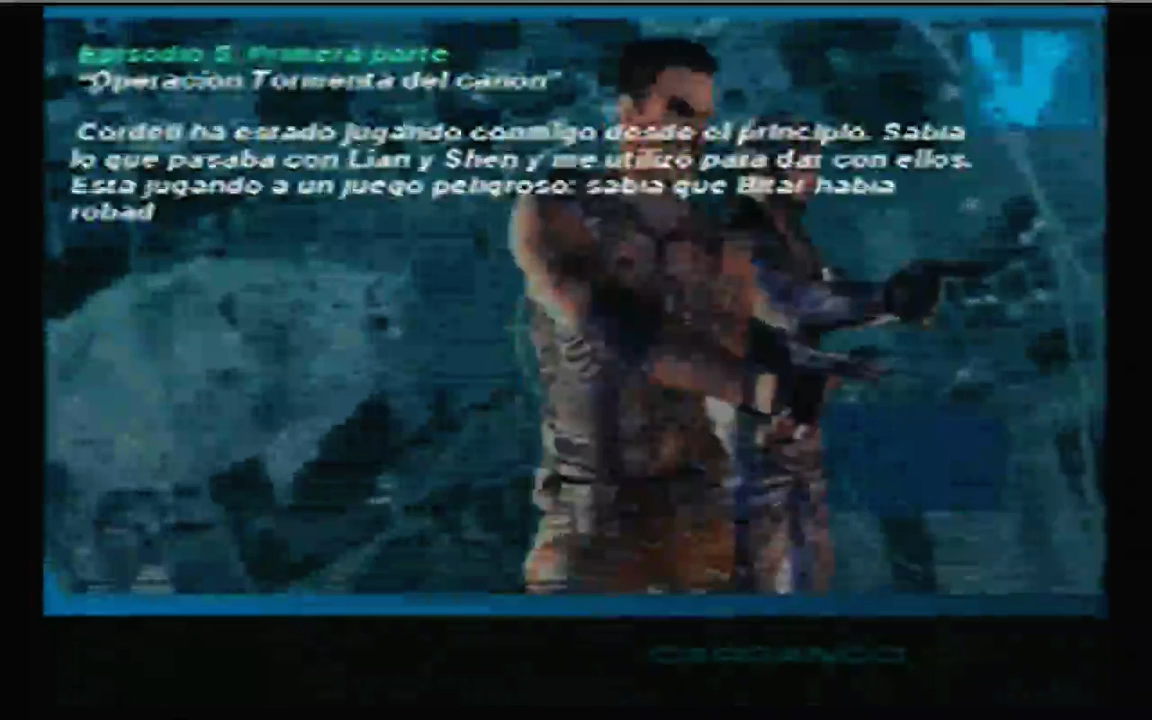 Episodio 5, Primera parte
"Operación Tormenta del cañón"
Cordell ha estado jugando conmigo desde el principio. Sabía
lo que pasaba con Lian y Shen y me utilizó para dar con ellos.
Está jugando a un juego peligroso: sabía que Bitar había
robad
CARGANDO